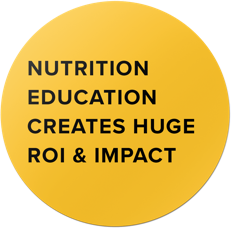 NUTRITION
EDUCATION
CREATES HUGE
ROI & IMPACT